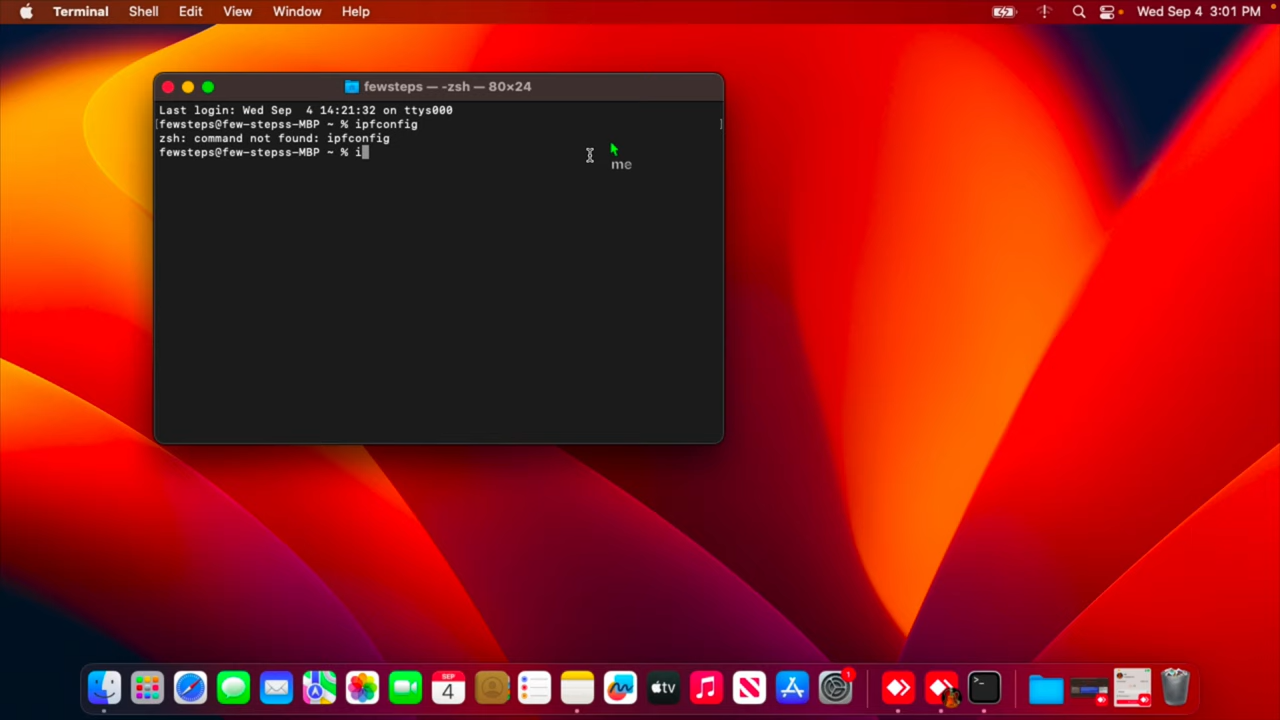 Terminal Shell Edit View Window Help Wed Sep 4 3:01 PM
fewsteps — -zsh — 80×24
Last login: Wed Sep  4 14:21:32 on ttys000
[fewsteps@few-stepss-MBP ~ % ipfconfig ]
zsh: command not found: ipfconfig
fewsteps@few-stepss-MBP ~ % i
me
SEP
4
tv
1
>_